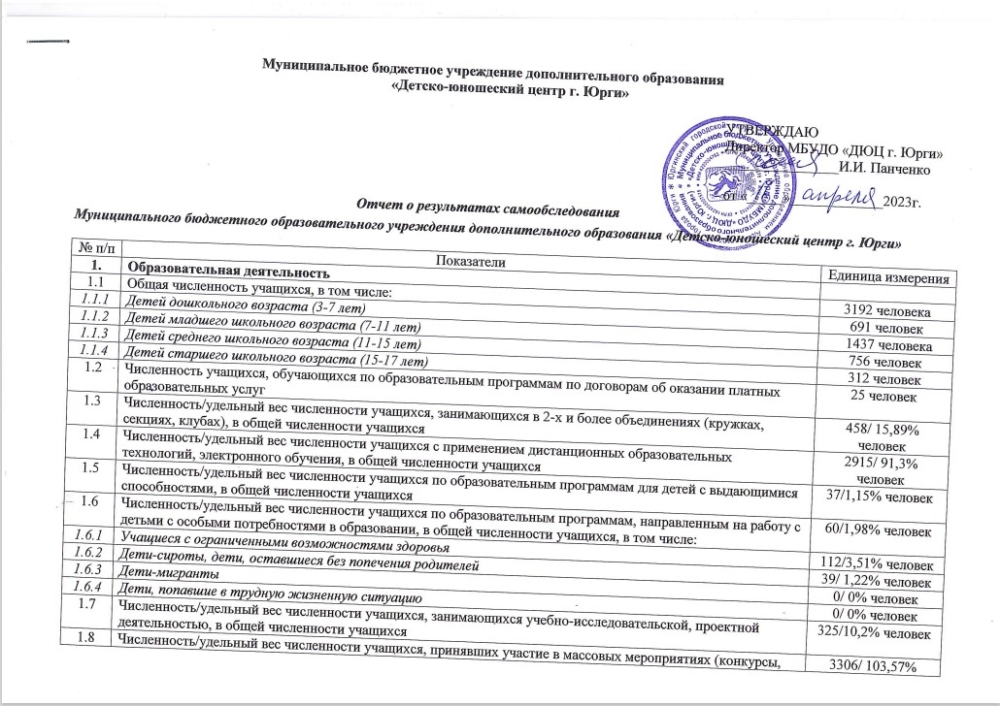 Муниципальное бюджетное учреждение дополнительного образования
«Детско-юношеский центр г. Юрги»
УТВЕРЖДАЮ
Директор МБУДО «ДЮЦ г. Юрги»
И.И. Панченко
от « апреля 2023г.
Отчет о результатах самообследования
Муниципального бюджетного образовательного учреждения дополнительного образования «Детско-юношеский центр г. Юрги»
№ п/п Показатели Единица измерения
1. Образовательная деятельность
1.1 Общая численность учащихся, в том числе: 3192 человека
1.1.1 Детей дошкольного возраста (3-7 лет) 691 человек
1.1.2 Детей младшего школьного возраста (7-11 лет) 1437 человека
1.1.3 Детей среднего школьного возраста (11-15 лет) 756 человек
1.1.4 Детей старшего школьного возраста (15-17 лет) 312 человек
1.2 Численность учащихся, обучающихся по образовательным программам по договорам об оказании платных 25 человек
образовательных услуг
1.3 Численность/удельный вес численности учащихся, занимающихся в 2-х и более объединениях (кружках, 458/ 15,89%
секциях, клубах), в общей численности учащихся человек
1.4 Численность/удельный вес численности учащихся с применением дистанционных образовательных 2915/ 91,3%
технологий, электронного обучения, в общей численности учащихся человек
1.5 Численность/удельный вес численности учащихся по образовательным программам для детей с выдающимися 37/1,15% человек
способностями, в общей численности учащихся
1.6 Численность/удельный вес численности учащихся по образовательным программам, направленным на работу с 60/1,98% человек
детьми с особыми потребностями в образовании, в общей численности учащихся, в том числе:
1.6.1 Учащиеся с ограниченными возможностями здоровья 112/3,51% человек
1.6.2 Дети-сироты, дети, оставшиеся без попечения родителей 39/ 1,22% человек
1.6.3 Дети-мигранты 0/ 0% человек
1.6.4 Дети, попавшие в трудную жизненную ситуацию 0/ 0% человек
1.7 Численность/удельный вес численности учащихся, занимающихся учебно-исследовательской, проектной 325/10,2% человек
деятельностью, в общей численности учащихся
1.8 Численность/удельный вес численности учащихся, принявших участие в массовых мероприятиях (конкурсы, 3306/ 103,57%